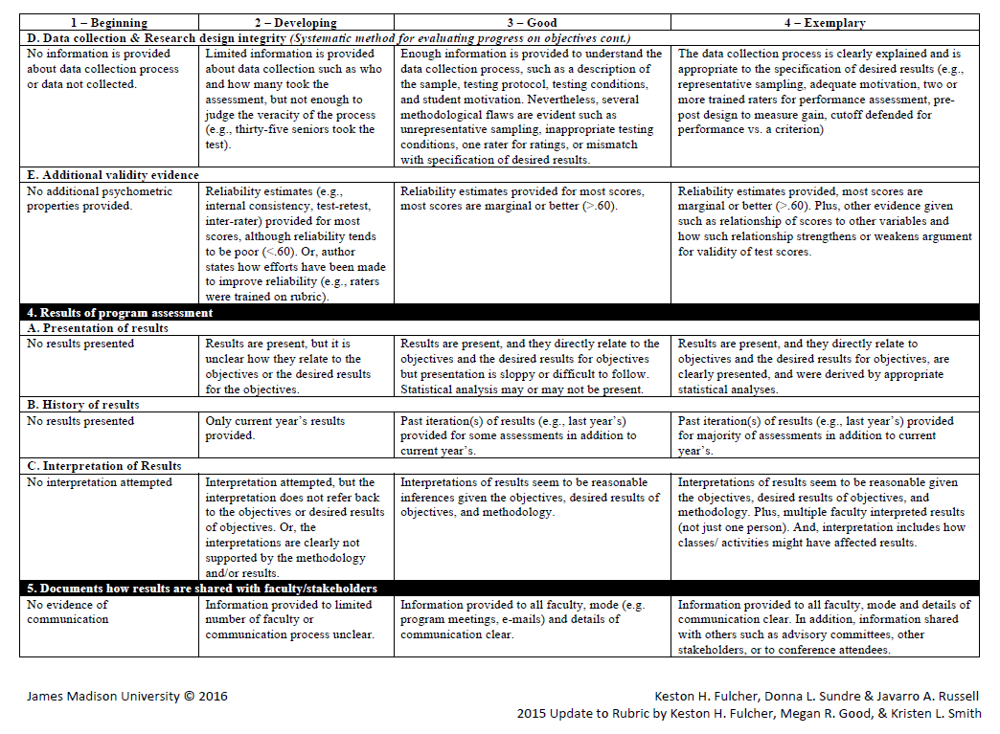 1 – Beginning
2 – Developing
3 – Good
4 – Exemplary
D. Data collection & Research design integrity (Systematic method for evaluating progress on objectives cont.)
No information is provided
about data collection process
or data not collected.
Limited information is provided
about data collection such as who
and how many took the
assessment, but not enough to
judge the veracity of the process
(e.g., thirty-five seniors took the
test).
Enough information is provided to understand the
data collection process, such as a description of
the sample, testing protocol, testing conditions,
and student motivation. Nevertheless, several
methodological flaws are evident such as
unrepresentative sampling, inappropriate testing
conditions, one rater for ratings, or mismatch
with specification of desired results.
The data collection process is clearly explained and is
appropriate to the specification of desired results (e.g.,
representative sampling, adequate motivation, two or
more trained raters for performance assessment, pre-
post design to measure gain, cutoff defended for
performance vs. a criterion)
E. Additional validity evidence
No additional psychometric
properties provided.
Reliability estimates (e.g.,
internal consistency, test-retest,
inter-rater) provided for most
scores, although reliability tends
to be poor (<.60). Or, author
states how efforts have been made
to improve reliability (e.g., raters
were trained on rubric).
Reliability estimates provided for most scores,
most scores are marginal or better (>.60).
Reliability estimates provided, most scores are
marginal or better (>.60). Plus, other evidence given
such as relationship of scores to other variables and
how such relationship strengthens or weakens argument
for validity of test scores.
4. Results of program assessment
A. Presentation of results
No results presented
Results are present, but it is
unclear how they relate to the
objectives or the desired results
for the objectives.
Results are present, and they directly relate to the
objectives and the desired results for objectives
but presentation is sloppy or difficult to follow.
Statistical analysis may or may not be present.
Results are present, and they directly relate to
objectives and the desired results for objectives, are
clearly presented, and were derived by appropriate
statistical analyses.
B. History of results
No results presented
Only current year’s results
provided.
Past iteration(s) of results (e.g., last year’s)
provided for some assessments in addition to
current year’s.
Past iteration(s) of results (e.g., last year’s) provided
for majority of assessments in addition to current
year’s.
C. Interpretation of Results
No interpretation attempted
Interpretation attempted, but the
interpretation does not refer back
to the objectives or desired results
of objectives. Or, the
interpretations are clearly not
supported by the methodology
and/or results.
Interpretations of results seem to be reasonable
inferences given the objectives, desired results of
objectives, and methodology.
Interpretations of results seem to be reasonable given
the objectives, desired results of objectives, and
methodology. Plus, multiple faculty interpreted results
(not just one person). And, interpretation includes how
classes/ activities might have affected results.
5. Documents how results are shared with faculty/stakeholders
No evidence of
communication
Information provided to limited
number of faculty or
communication process unclear.
Information provided to all faculty, mode (e.g.
program meetings, e-mails) and details of
communication clear.
Information provided to all faculty, mode and details of
communication clear. In addition, information shared
with others such as advisory committees, other
stakeholders, or to conference attendees.
James Madison University © 2016
Keston H. Fulcher, Donna L. Sundre & Javarro A. Russell
2015 Update to Rubric by Keston H. Fulcher, Megan R. Good, & Kristen L. Smith